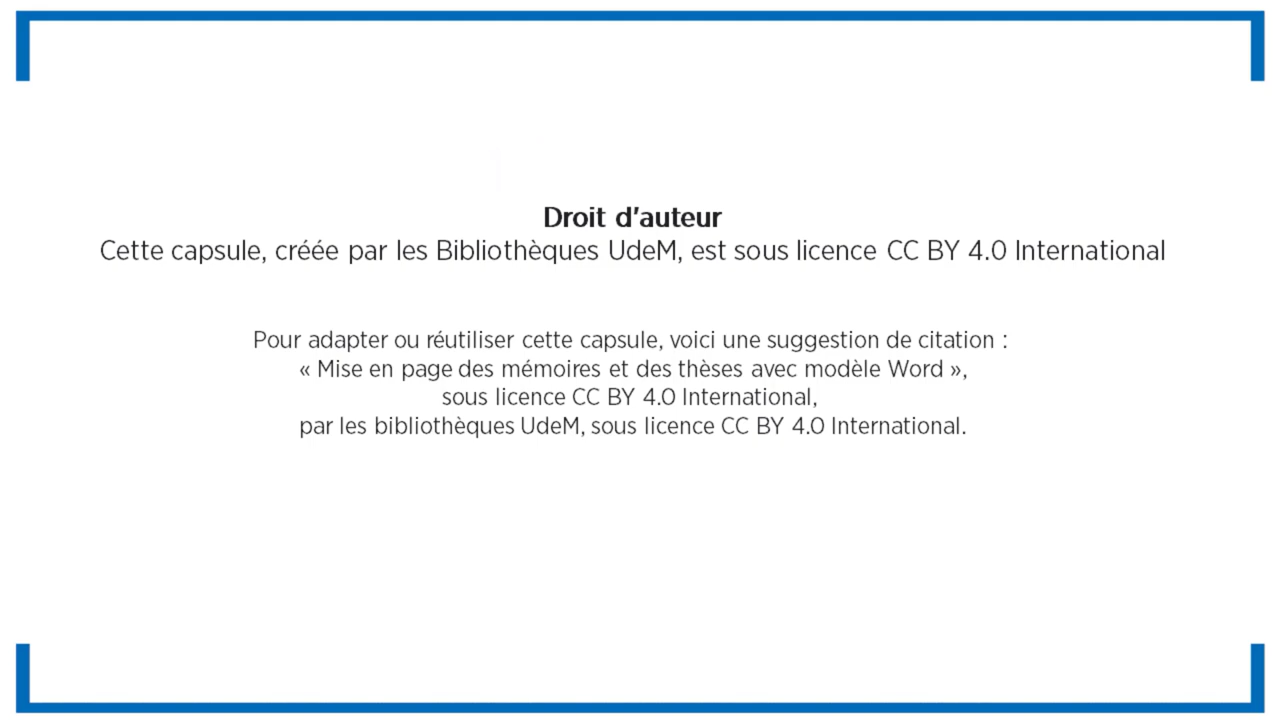 Droit d'auteur
Cette capsule, créée par les Bibliothèques UdeM, est sous licence CC BY 4.0 International
Pour adapter ou réutiliser cette capsule, voici une suggestion de citation :
« Mise en page des mémoires et des thèses avec modèle Word »,
sous licence CC BY 4.0 International,
par les bibliothèques UdeM, sous licence CC BY 4.0 International.